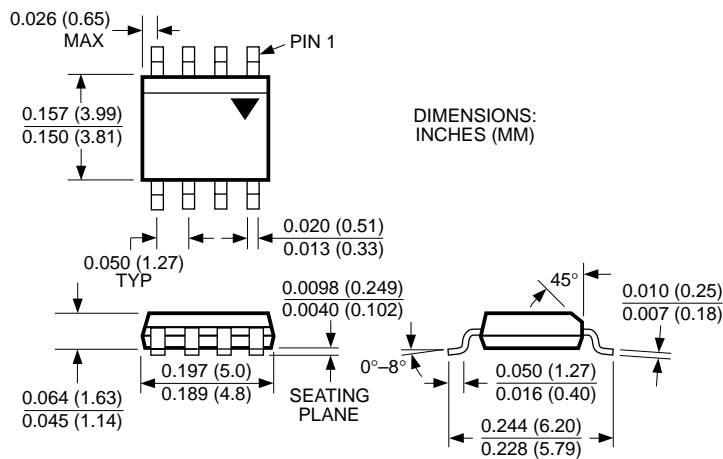 0.026 (0.65)
MAX
PIN 1
0.157 (3.99)
0.150 (3.81)
DIMENSIONS:
INCHES (MM)
0.020 (0.51)
0.013 (0.33)
0.050 (1.27)
TYP
0.0098 (0.249)
0.0040 (0.102)
45°
0.010 (0.25)
0.007 (0.18)
0°–8°
0.064 (1.63)
0.045 (1.14)
0.197 (5.0)
0.189 (4.8)
SEATING
PLANE
0.050 (1.27)
0.016 (0.40)
0.244 (6.20)
0.228 (5.79)